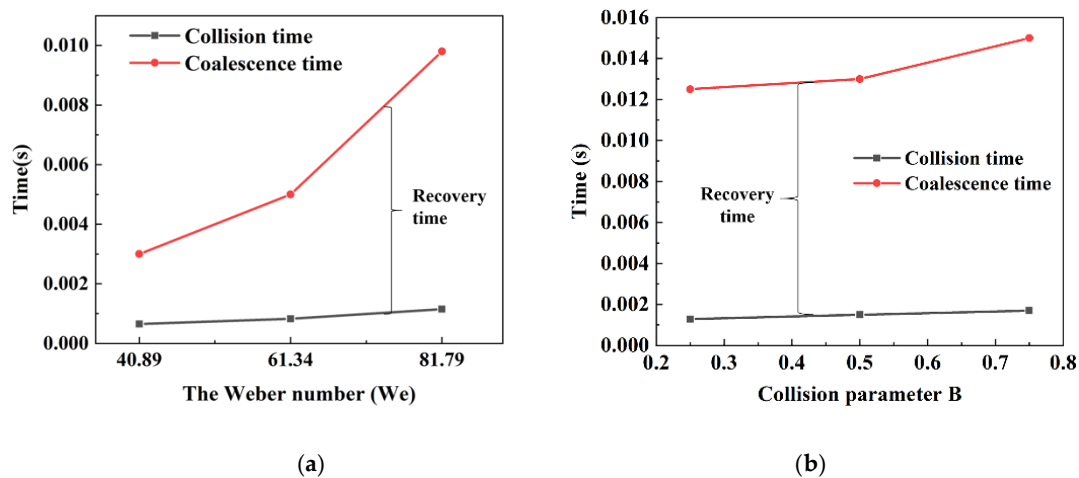 Collision time
Coalescence time
0.010
0.008
0.006
0.004
0.002
0.000
Time(s)
Recovery
time
40.89 61.34 81.79
The Weber number (We)
(a)
0.016
0.014
0.012
0.010
0.008
0.006
0.004
0.002
0.000
Time (s)
Collision time
Coalescence time
Recovery
time
0.2 0.3 0.4 0.5 0.6 0.7 0.8
Collision parameter B
(b)